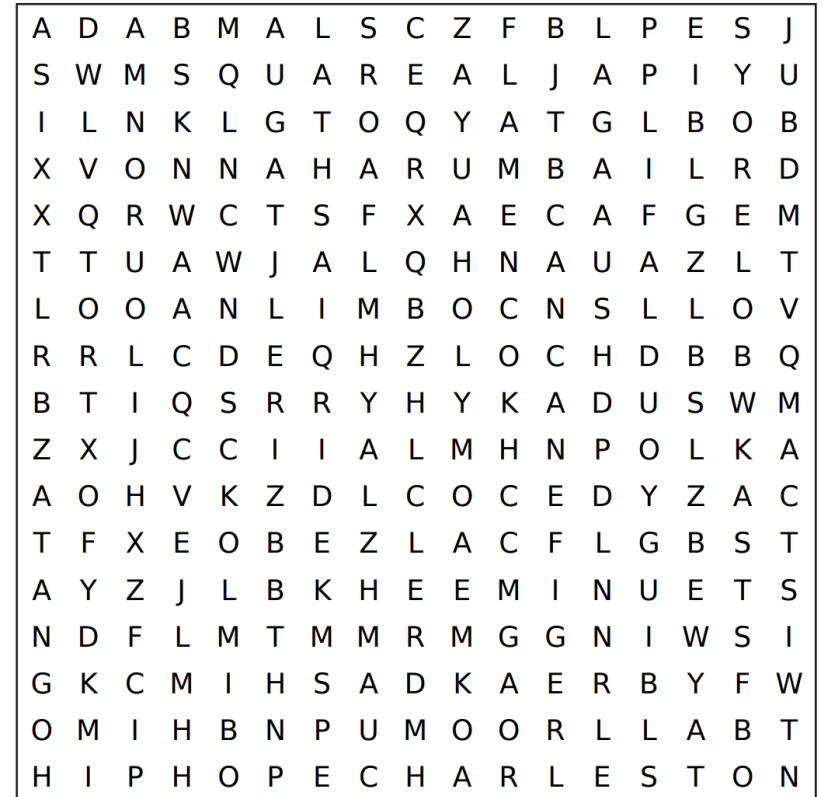 A D A B M A L S C Z F B L P E S J
S W M S Q U A R E A L J A P I Y U
I L N K L G T O Q Y A T G L B O B
X V O N N A H A R U M B A I L R D
X Q R W C T S F X A E C A F G E M
T T U A W J A L Q H N A U A Z L T
L O O A N L I M B O C N S L L O V
R R L C D E Q H Z L O C H D B B Q
B T I Q S R R Y H Y K A D U S W M
Z X J C C I I A L M H N P O L K A
A O H V K Z D L C O C E D Y Z A C
T F X E O B E Z L A C F L G B S T
A Y Z J L B K H E E M I N U E T S
N D F L M T M M R M G G N I W S I
G K C M I H S A D K A E R B Y F W
O M I H B N P U M O O R L L A B T
H I P H O P E C H A R L E S T O N